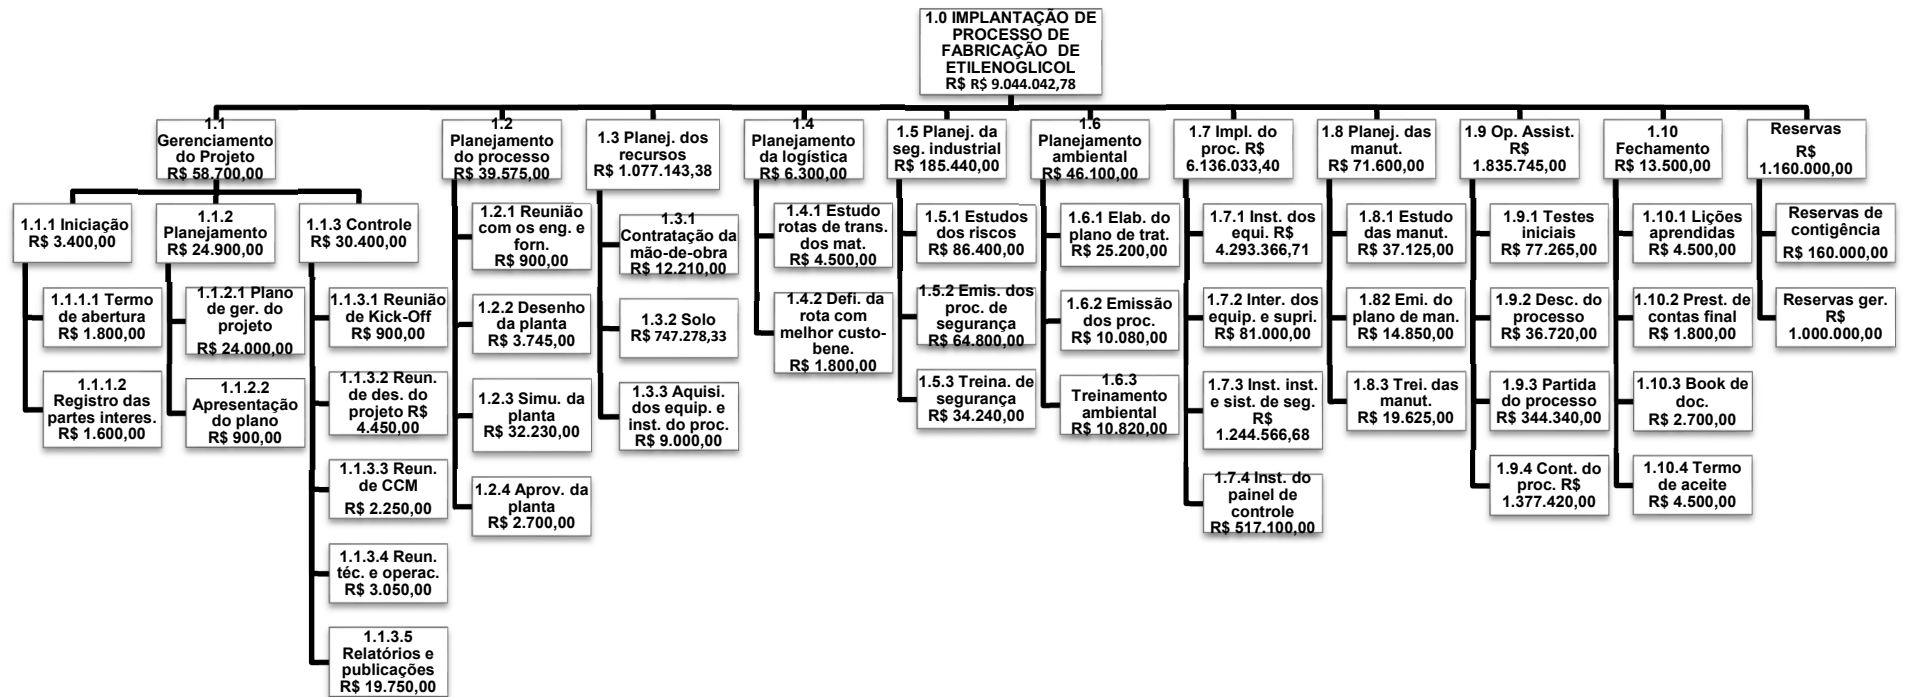 1.0 IMPLANTAÇÃO DE
PROCESSO DE
FABRICAÇÃO DE
ETILENOGLICOL
R$ R$ 9.044.042,78
1.1
Gerenciamento
do Projeto
R$ 58.700,00
1.1.1 Iniciação
R$ 3.400,00
1.1.1.1 Termo
de abertura
R$ 1.800,00
1.1.1.2
Registro das
partes interes.
R$ 1.600,00
1.1.2
Planejamento
R$ 24.900,00
1.1.2.1 Plano
de ger. do
projeto
R$ 24.000,00
1.1.2.2
Apresentação
do plano
R$ 900,00
1.1.3 Controle
R$ 30.400,00
1.1.3.1 Reunião
de Kick-Off
R$ 900,00
1.1.3.2 Reun.
de des. do
projeto R$
4.450,00
1.1.3.3 Reun.
de CCM
R$ 2.250,00
1.1.3.4 Reun.
téc. e operac.
R$ 3.050,00
1.1.3.5
Relatórios e
publicações
R$ 19.750,00
1.2
Planejamento
do processo
R$ 39.575,00
1.2.1 Reunião
com os eng. e
forn.
R$ 900,00
1.2.2 Desenho
da planta
R$ 3.745,00
1.2.3 Simu. da
planta
R$ 32.230,00
1.2.4 Aprov. da
planta
R$ 2.700,00
1.3 Planej. dos
recursos
R$ 1.077.143,38
1.3.1
Contratação da
mão-de-obra
R$ 12.210,00
1.3.2 Solo
R$ 747.278,33
1.3.3 Aquisi.
dos equip. e
inst. do proc.
R$ 9.000,00
1.4
Planejamento
da logística
R$ 6.300,00
1.4.1 Estudo
rotas de trans.
dos mat.
R$ 4.500,00
1.4.2 Defi. da
rota com
melhor custo-
bene.
R$ 1.800,00
1.5 Planej. da
seg. industrial
R$ 185.440,00
1.5.1 Estudos
dos riscos
R$ 86.400,00
1.5.2 Emis. dos
proc. de
segurança
R$ 64.800,00
1.5.3 Treina. de
segurança
R$ 34.240,00
1.6
Planejamento
ambiental
R$ 46.100,00
1.6.1 Elab. do
plano de trat.
R$ 25.200,00
1.6.2 Emissão
dos proc.
R$ 10.080,00
1.6.3
Treinamento
ambiental
R$ 10.820,00
1.7 Impl. do
proc. R$
6.136.033,40
1.7.1 Inst. dos
equi. R$
4.293.366,71
1.7.2 Inter. dos
equip. e supri.
R$ 81.000,00
1.7.3 Inst. inst.
e sist. de seg.
R$
1.244.566,68
1.7.4 Inst. do
painel de
controle
R$ 517.100,00
1.8 Planej. das
manut.
R$ 71.600,00
1.8.1 Estudo
das manut.
R$ 37.125,00
1.82 Emi. do
plano de man.
R$ 14.850,00
1.8.3 Trei. das
manut.
R$ 19.625,00
1.9 Op. Assist.
R$
1.835.745,00
1.9.1 Testes
iniciais
R$ 77.265,00
1.9.2 Desc. do
processo
R$ 36.720,00
1.9.3 Partida
do processo
R$ 344.340,00
1.9.4 Cont. do
proc. R$
1.377.420,00
1.10
Fechamento
R$ 13.500,00
1.10.1 Lições
aprendidas
R$ 4.500,00
1.10.2 Prest. de
contas final
R$ 1.800,00
1.10.3 Book de
doc.
R$ 2.700,00
1.10.4 Termo
de aceite
R$ 4.500,00
Reservas
R$
1.160.000,00
Reservas de
contigência
R$ 160.000,00
Reservas ger.
R$
1.000.000,00